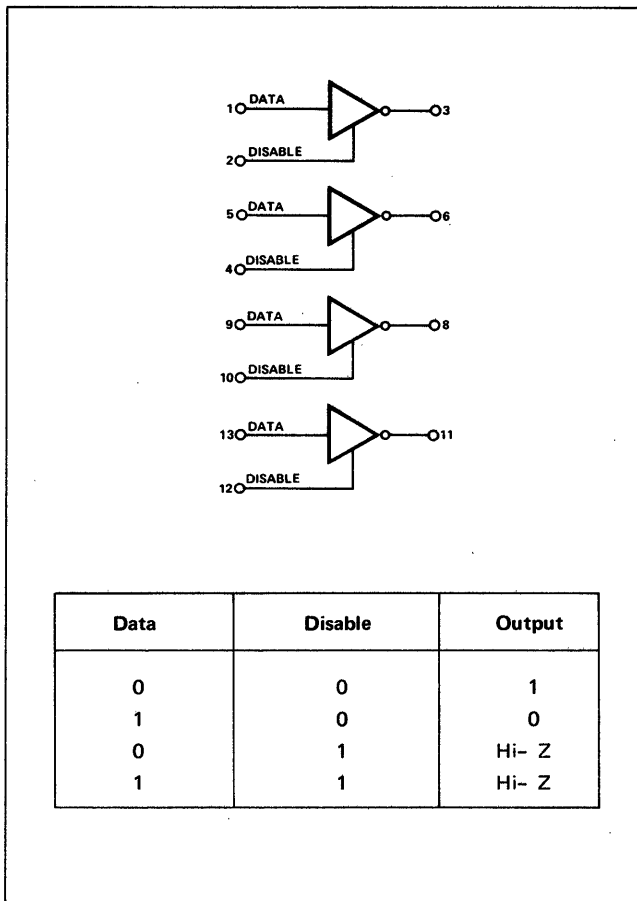 1 DATA 3
2 DISABLE
5 DATA 6
4 DISABLE
9 DATA 8
10 DISABLE
13 DATA 11
12 DISABLE
Data Disable Output
0 0 1
1 0 0
0 1 Hi- Z
1 1 Hi- Z